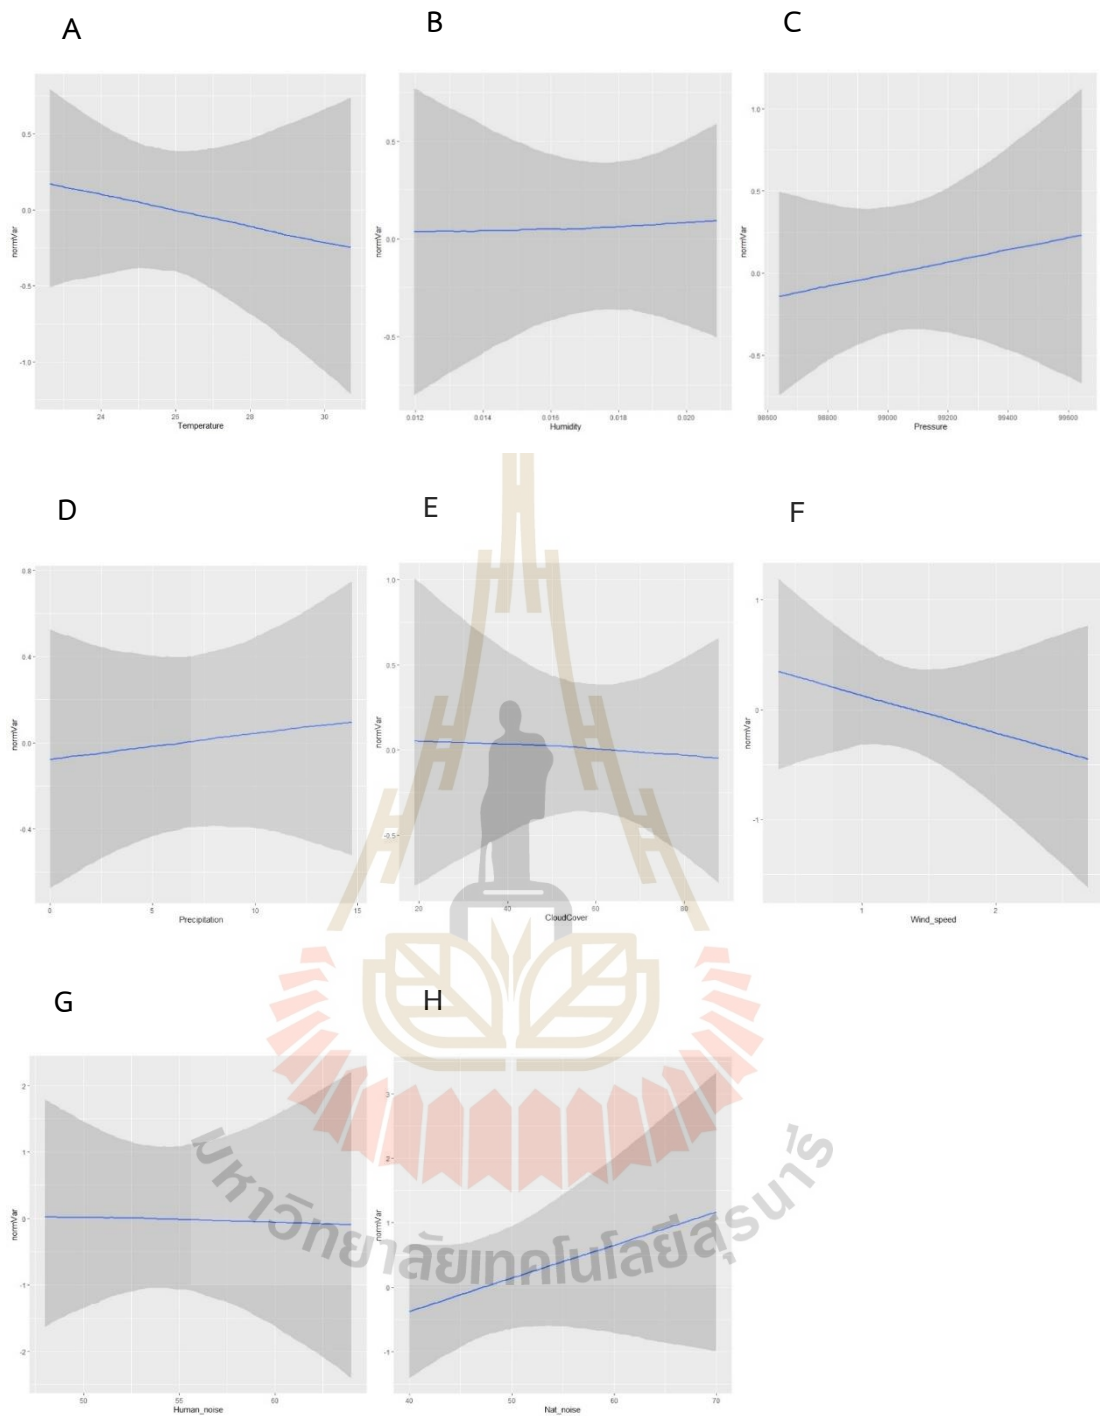 A
B
C
0.5
0.0
-0.5
-1.0
normVar
24
26
28
30
Temperature
0.5
0.0
-0.5
normVar
0.012
0.014
0.016
0.018
0.020
Humidity
1.0
0.5
0.0
-0.5
normVar
98600
98800
99000
99200
99400
99600
Pressure
D
E
F
0.8
0.4
0.0
-0.4
normVar
0
5
10
15
Precipitation
1.0
0.5
0.0
-0.5
normVar
20
40
60
80
CloudCover
1
0
-1
normVar
1
2
Wind_speed
G
H
2
1
0
-1
-2
normVar
50
55
60
Human_noise
3
2
1
0
-1
normVar
40
50
60
70
Nat_noise
มหาวิทยาลัยเทคโนโลยีสุรนารี